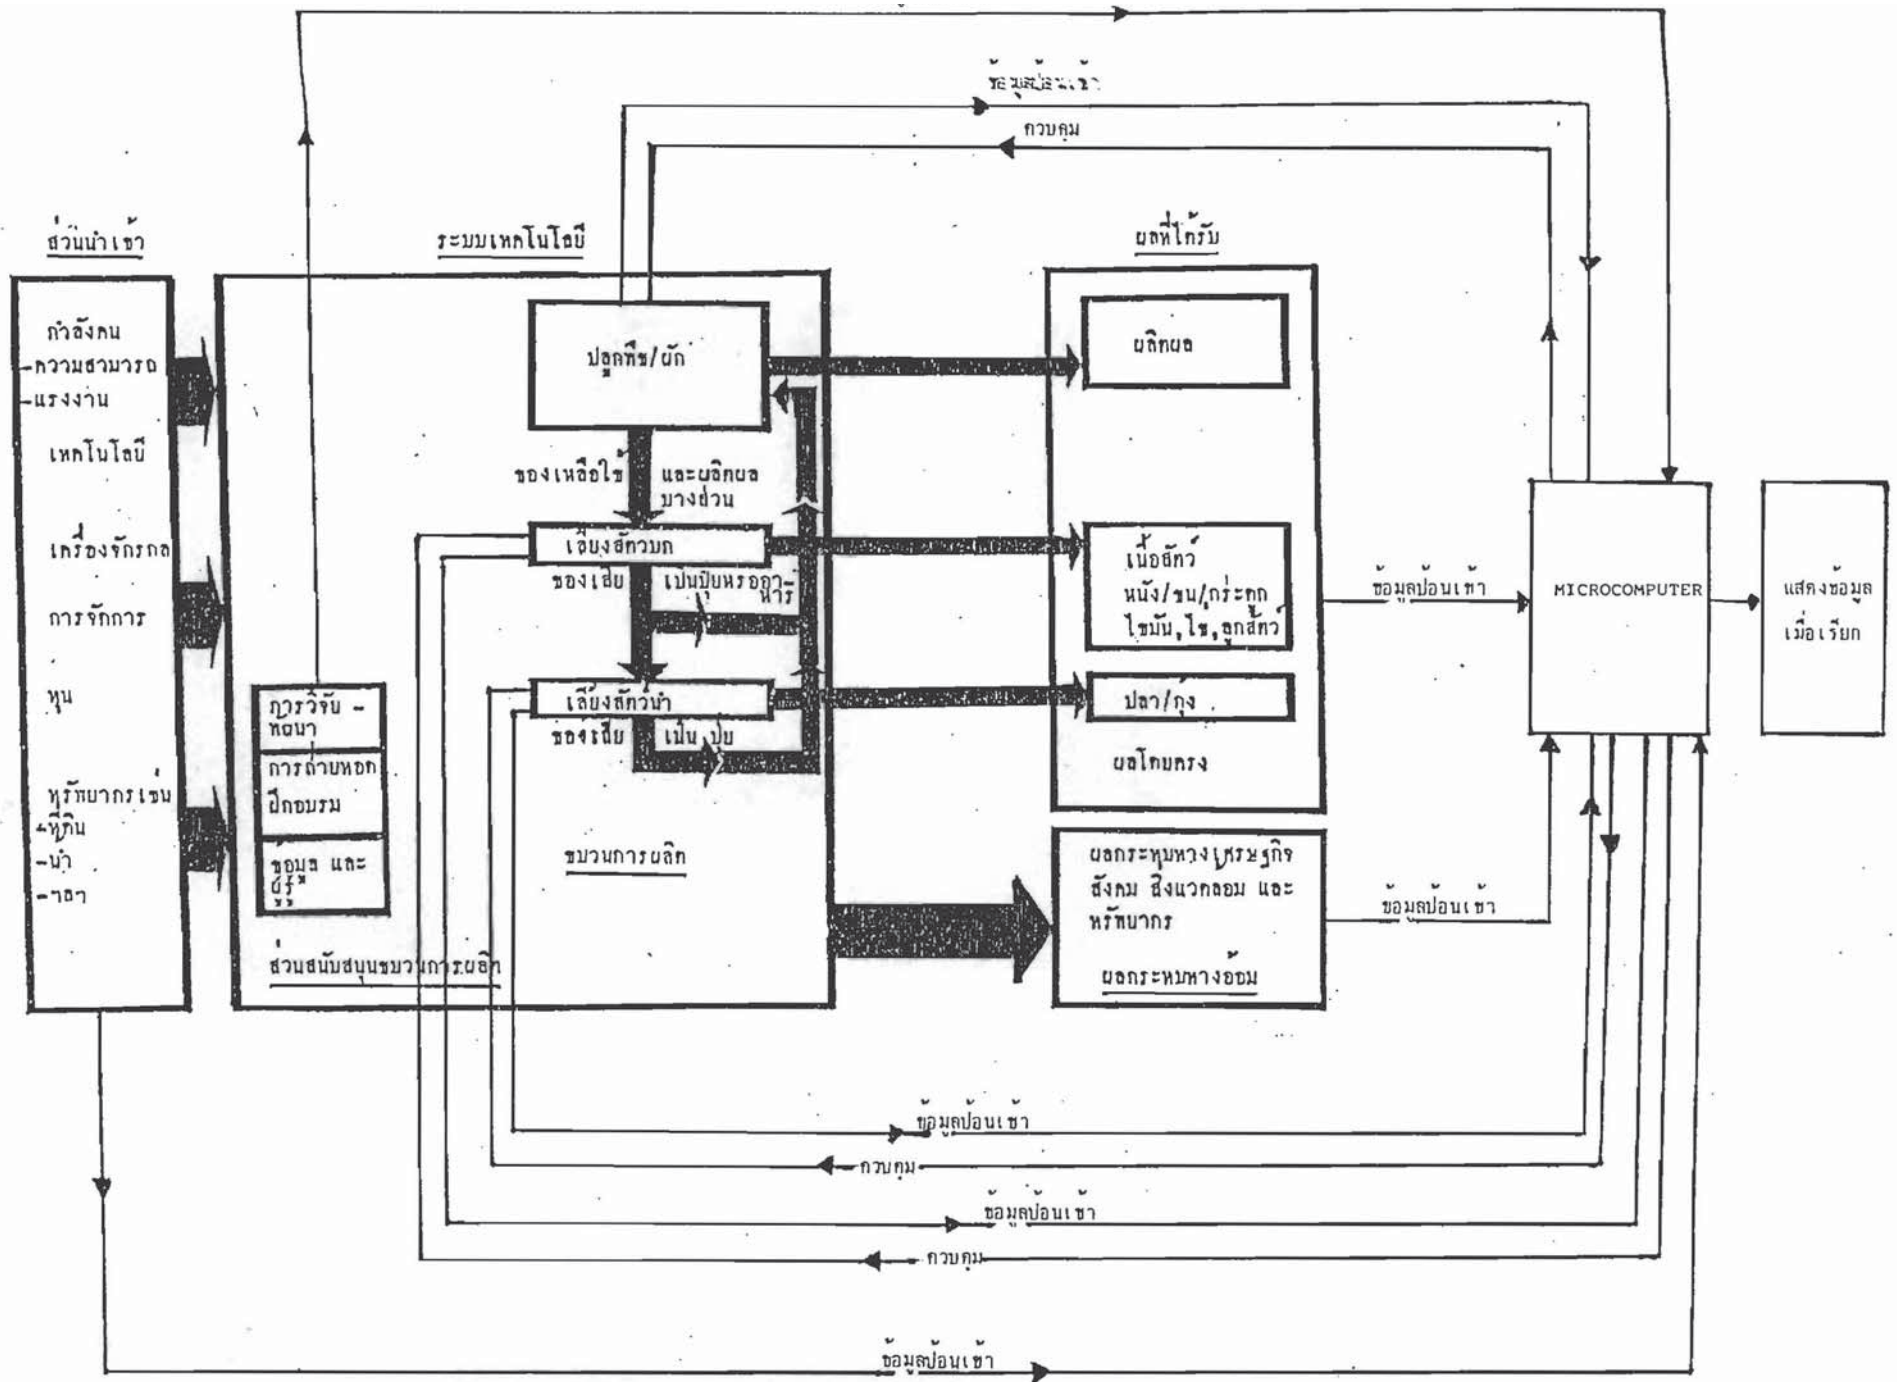 ข้อมูลป้อนเข้า
ควบคุม
ส่วนนำเข้า
กำลังคน
-ความสามารถ
-แรงงาน
เทคโนโลยี
เครื่องจักรกล
การจัดการ
ทุน
ทรัพยากรเช่น
-ที่ดิน
-น้ำ
ระบบเทคโนโลยี
ปลูกพืช/ผัก
ของเหลือใช้ และผลิตผล
บางส่วน
เลี้ยงสัตว์บก
ของเสีย เป็นปุ๋ยหรืออา-
หาร
เลี้ยงสัตว์น้ำ
ของเสีย เป็น ปุ๋ย
การวิจัย -
พัฒนา
การถ่ายทอด
ฝึกอบรม
ข้อมูล และ
ผู้รู้
ส่วนสนับสนุนขบวนการผลิต
ขบวนการผลิต
ผลที่ได้รับ
ผลิตผล
เนื้อสัตว์
หนัง/ขน/กระดูก
ไขมัน,ไข่,ลูกสัตว์
ปลา/กุ้ง
ผลโดยตรง
ผลกระทบทางเศรษฐกิจ
สังคม สิ่งแวดล้อม และ
ทรัพยากร
ผลกระทบทางอ้อม
ข้อมูลป้อนเข้า
ข้อมูลป้อนเข้า
MICROCOMPUTER
แสดงข้อมูล
เมื่อเรียก
ข้อมูลป้อนเข้า
ควบคุม
ข้อมูลป้อนเข้า
ควบคุม
ข้อมูลป้อนเข้า